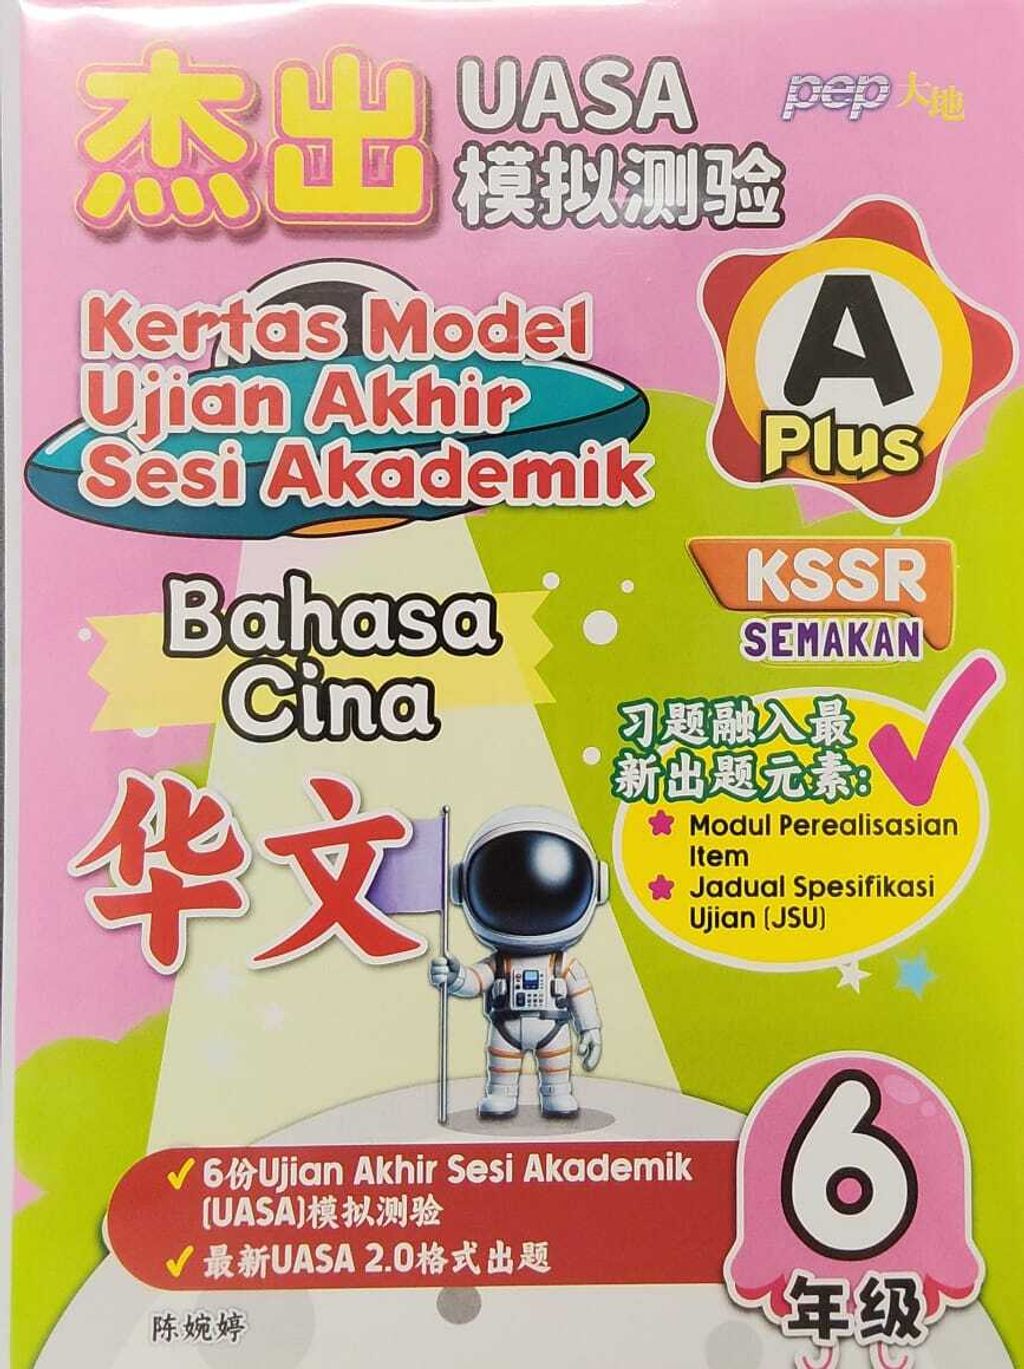 杰出
UASA
模拟测验
pep大地
Kertas Model
Ujian Akhir
Sesi Akademik
A
Plus
KSSR
SEMAKAN
Bahasa
Cina
华文
习题融入最
新出题元素:
Modul Perealisasian
Item
Jadual Spesifikasi
Ujian (JSU)
6份Ujian Akhir Sesi Akademik
(UASA)模拟测验
最新UASA 2.0格式出题
6
年级
陈婉婷